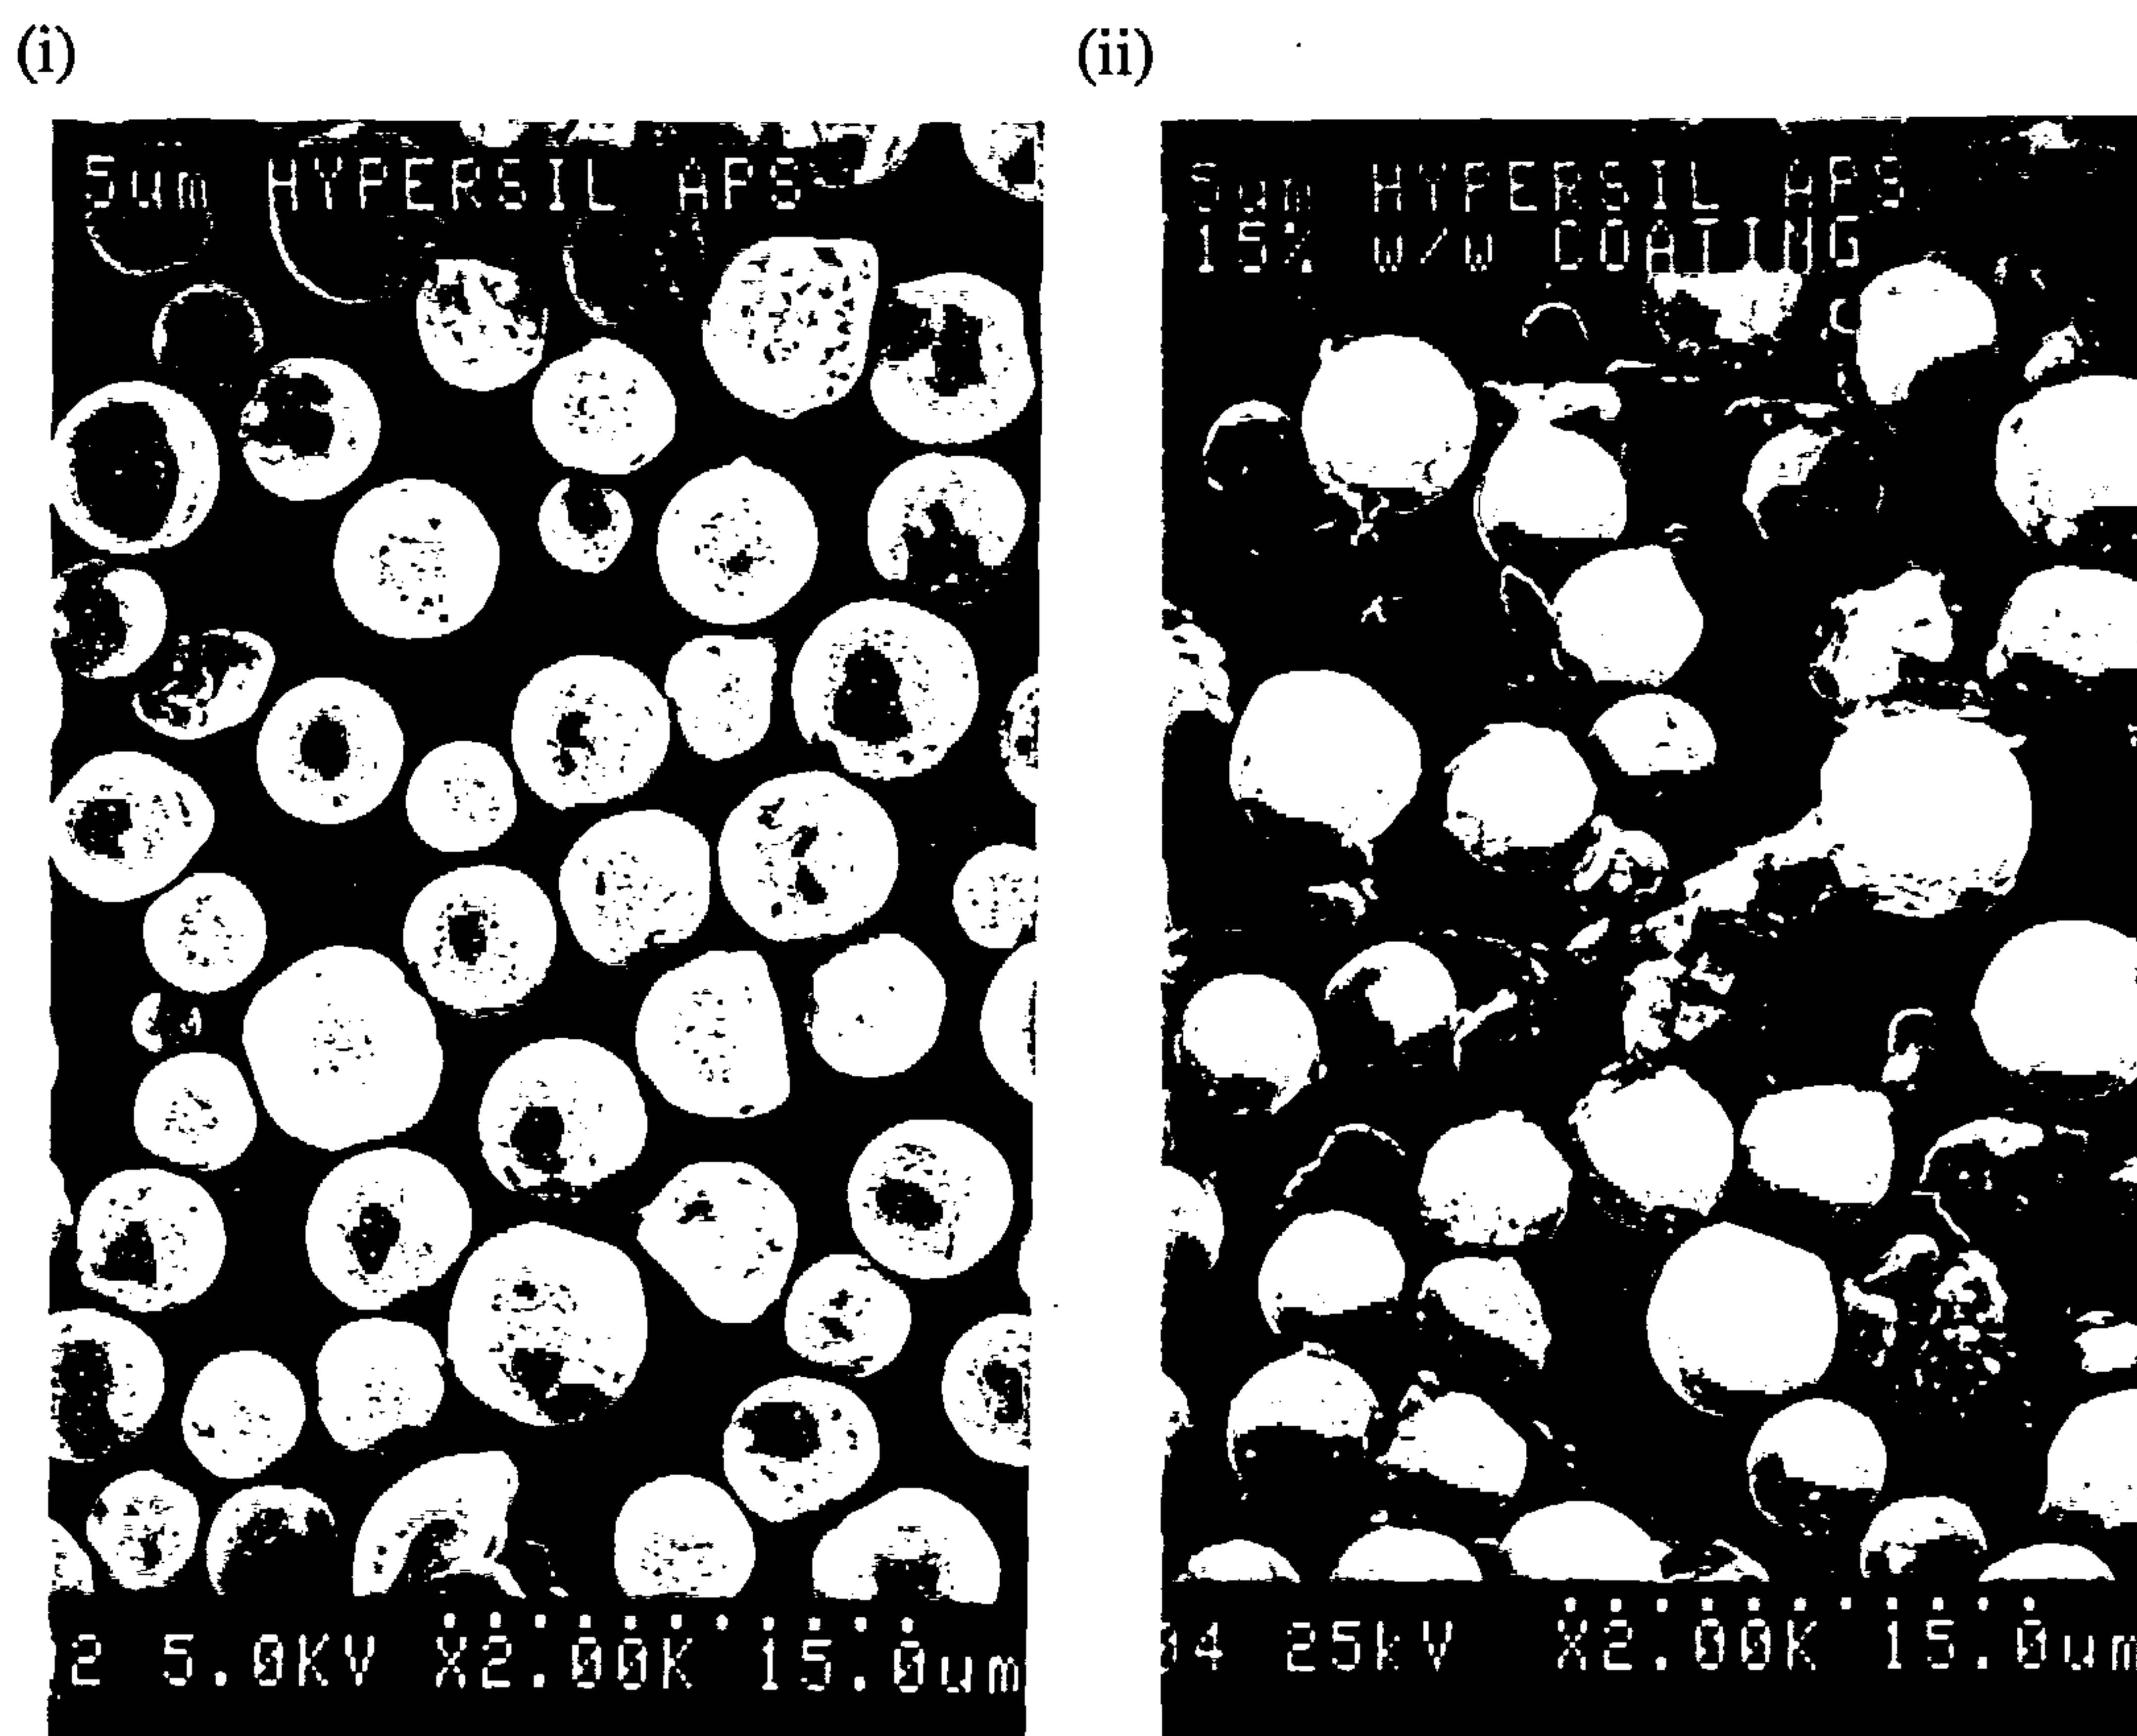 (i)
5um HYPERSIL APS
2 5.0KV X2.00K 15.0um
(ii)
5um HYPERSIL APS
15% W/W COATING
25kV X2.00K 15.0um